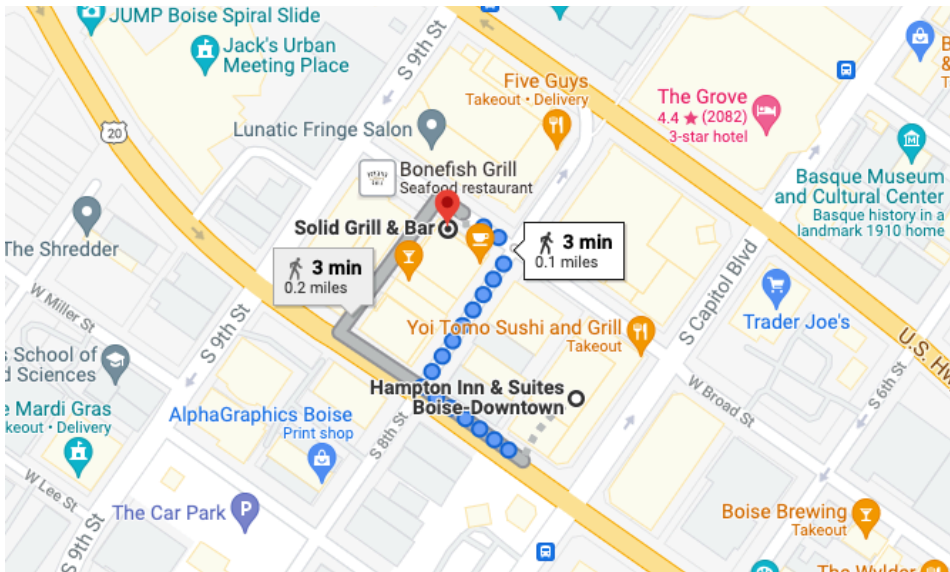 JUMP Boise Spiral Slide
Jack's Urban
Meeting Place
S 9th St
Five Guys
Takeout • Delivery
The Grove
4.4 ★ (2082)
3-star hotel
B
&
T
20
Lunatic Fringe Salon
Bonefish Grill
Seafood restaurant
Basque Museum
and Cultural Center
Basque history in a
landmark 1910 home
The Shredder
Solid Grill & Bar
3 min
0.1 miles
3 min
0.2 miles
S Capitol Blvd
Trader Joe's
W Miller St
S 9th St
Yoi Tomo Sushi and Grill
Takeout
U.S. Hw
s School of
d Sciences
Hampton Inn & Suites
Boise-Downtown
W Broad St
S 6th St
e Mardi Gras
keout • Delivery
AlphaGraphics Boise
Print shop
S 8th St
W Lee St
The Car Park
P
S 9th St
Boise Brewing
Takeout
The Wylder